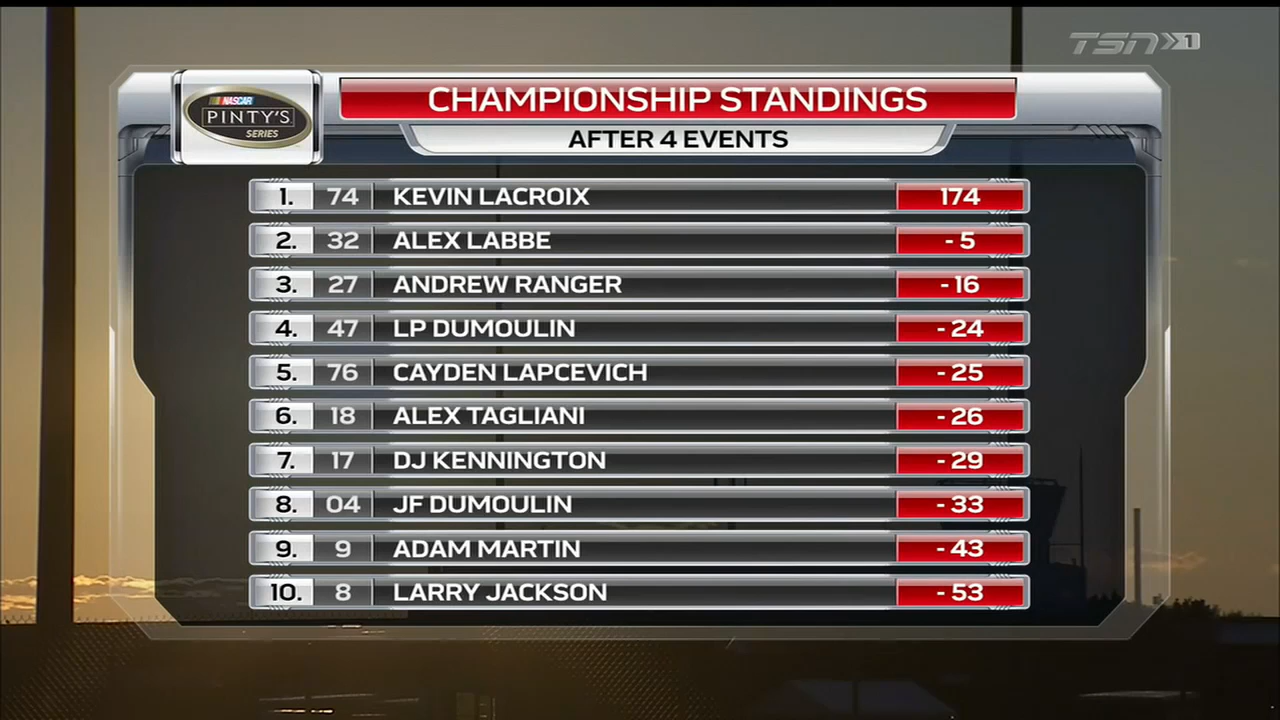 TSN 1
NASCAR
PINTY'S
SERIES
CHAMPIONSHIP STANDINGS
AFTER 4 EVENTS
1. 74 KEVIN LACROIX 174
2. 32 ALEX LABBE - 5
3. 27 ANDREW RANGER - 16
4. 47 LP DUMOULIN - 24
5. 76 CAYDEN LAPCEVICH - 25
6. 18 ALEX TAGLIANI - 26
7. 17 DJ KENNINGTON - 29
8. 04 JF DUMOULIN - 33
9. 9 ADAM MARTIN - 43
10. 8 LARRY JACKSON - 53